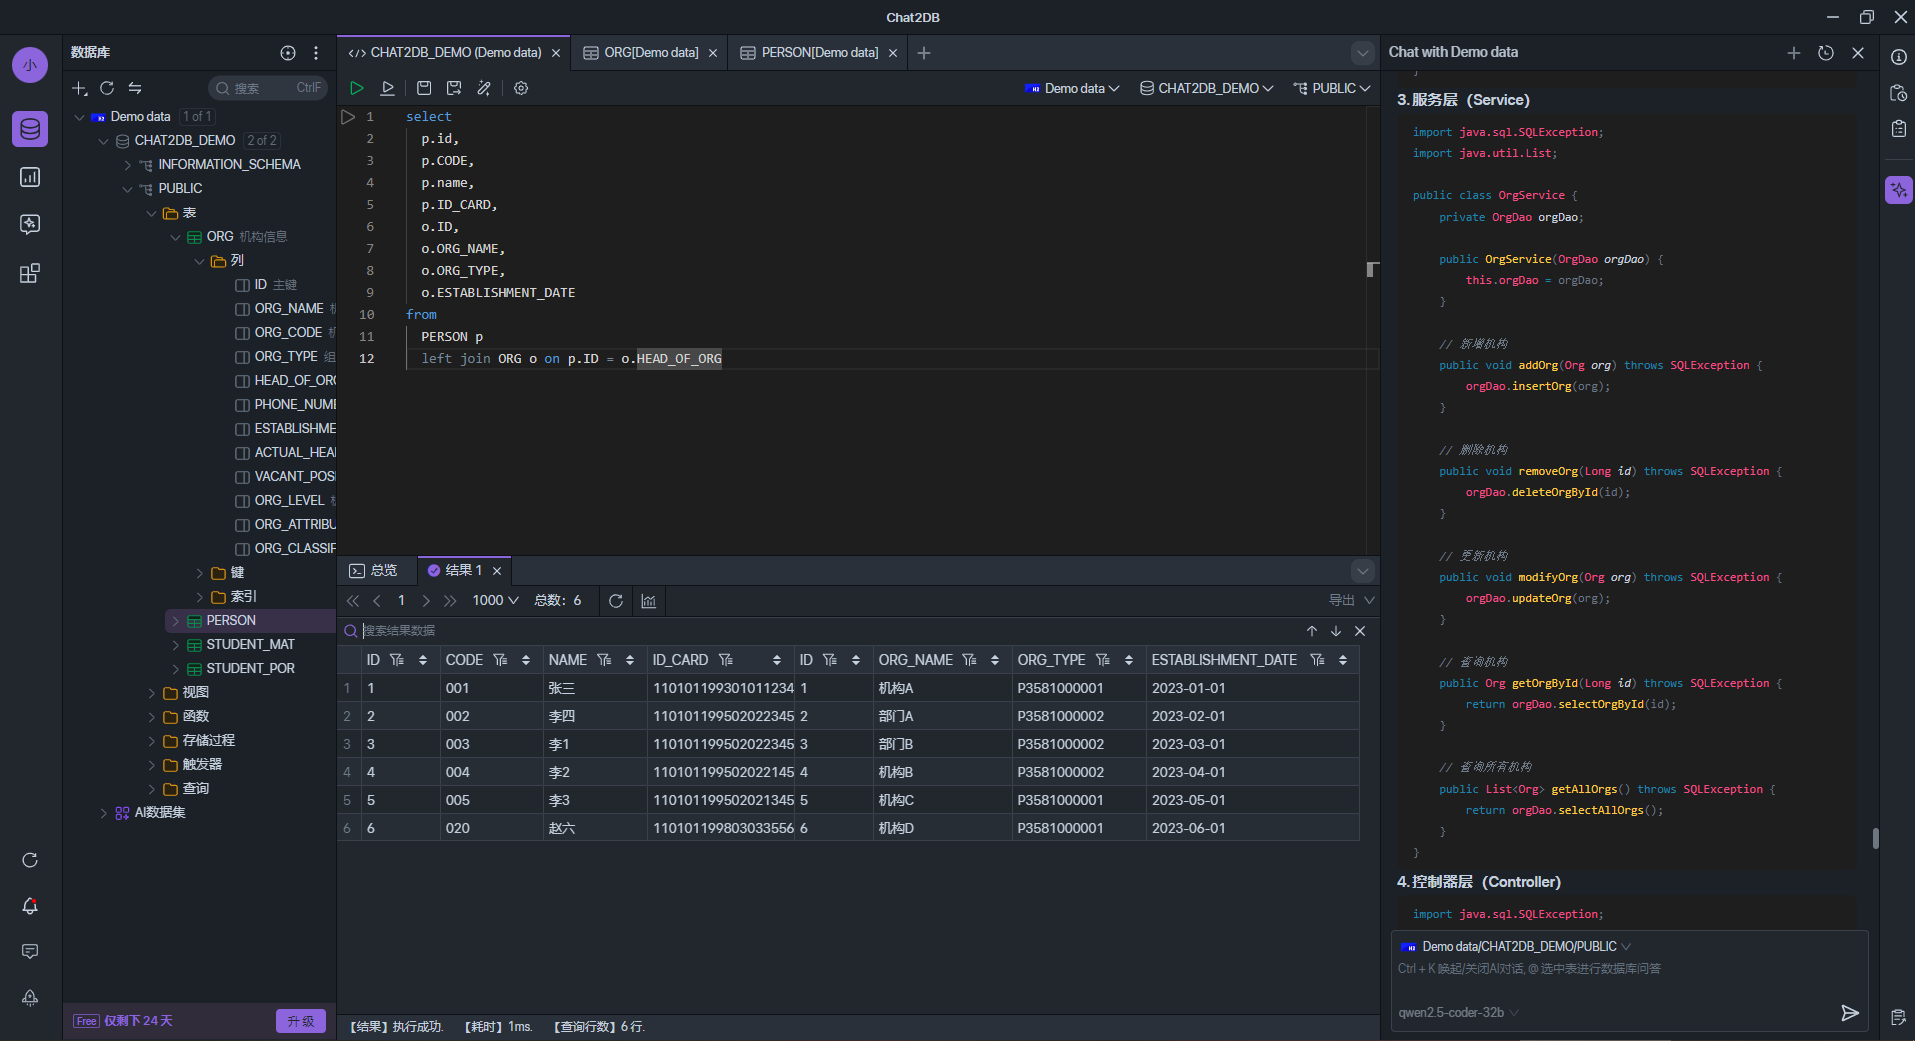 Chat2DB
小
数据库
搜索 CtrlF
Demo data 1 of 1
CHAT2DB_DEMO 2 of 2
INFORMATION_SCHEMA
PUBLIC
表
ORG 机构信息
列
ID 主键
ORG_NAME
ORG_CODE
ORG_TYPE 组
HEAD_OF_ORG
PHONE_NUM
ESTABLISHME
ACTUAL_HEA
VACANT_POS
ORG_LEVEL
ORG_ATTRIBU
ORG_CLASSIF
键
索引
PERSON
STUDENT_MAT
STUDENT_POR
视图
函数
存储过程
触发器
查询
AI数据集
Free 仅剩下 24 天
升 级
CHAT2DB_DEMO (Demo data)
ORG[Demo data]
PERSON[Demo data]
Demo data
CHAT2DB_DEMO
PUBLIC
1 select
2 p.id,
3 p.CODE,
4 p.name,
5 p.ID_CARD,
6 o.ID,
7 o.ORG_NAME,
8 o.ORG_TYPE,
9 o.ESTABLISHMENT_DATE
10 from
11 PERSON p
12 left join ORG o on p.ID = o.HEAD_OF_ORG
总览
结果 1
1 1000 总数：6
导出
搜索结果数据
ID CODE NAME ID_CARD ID ORG_NAME ORG_TYPE ESTABLISHMENT_DATE
1 1 001 张三 110101199301011234 1 机构A P3581000001 2023-01-01
2 2 002 李四 110101199502022345 2 部门A P3581000002 2023-02-01
3 3 003 李1 110101199502022345 3 部门B P3581000002 2023-03-01
4 4 004 李2 110101199502022145 4 机构B P3581000002 2023-04-01
5 5 005 李3 110101199502021345 5 机构C P3581000001 2023-05-01
6 6 020 赵六 110101199803033556 6 机构D P3581000001 2023-06-01
【结果】执行成功. 【耗时】1ms. 【查询行数】6 行.
Chat with Demo data
}
3. 服务层（Service）
import java.sql.SQLException;
import java.util.List;
public class OrgService {
private OrgDao orgDao;
public OrgService(OrgDao orgDao) {
this.orgDao = orgDao;
}
// 新增机构
public void addOrg(Org org) throws SQLException {
orgDao.insertOrg(org);
}
// 删除机构
public void removeOrg(Long id) throws SQLException {
orgDao.deleteOrgById(id);
}
// 更新机构
public void modifyOrg(Org org) throws SQLException {
orgDao.updateOrg(org);
}
// 查询机构
public Org getOrgById(Long id) throws SQLException {
return orgDao.selectOrgById(id);
}
// 查询所有机构
public List<Org> getAllOrgs() throws SQLException {
return orgDao.selectAllOrgs();
}
}
4. 控制器层（Controller）
import java.sql.SQLException;
Demo data/CHAT2DB_DEMO/PUBLIC
Ctrl + K 唤起/关闭AI对话, @ 选中表进行数据库问答
qwen2.5-coder-32b